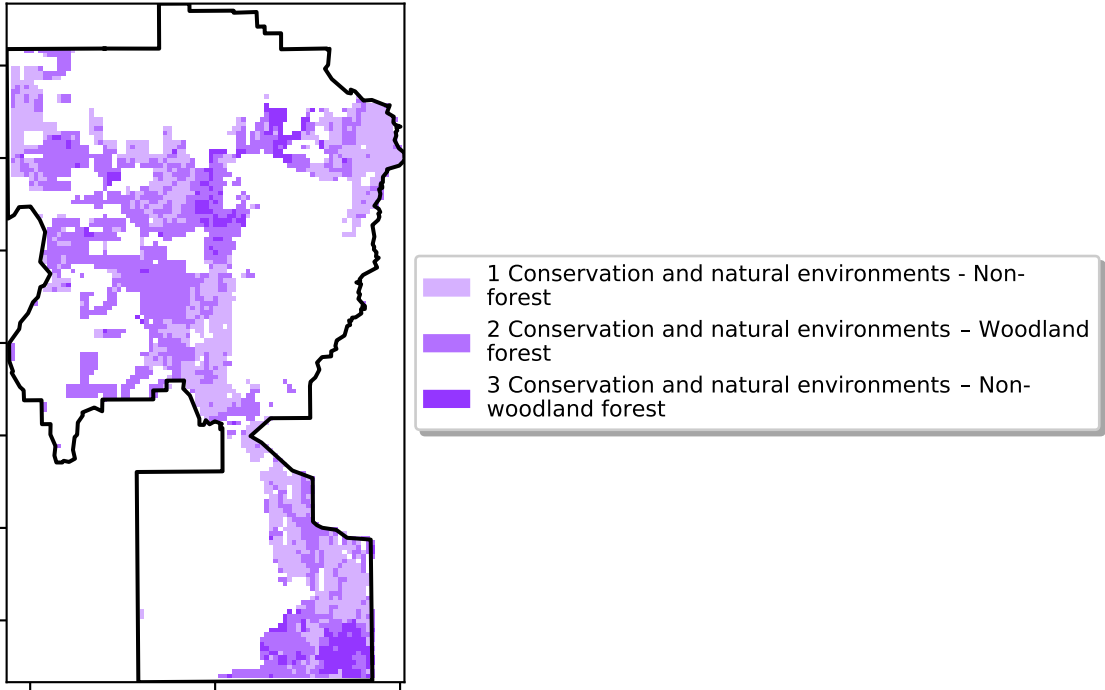 1 Conservation and natural environments - Non-
forest
2 Conservation and natural environments – Woodland
forest
3 Conservation and natural environments – Non-
woodland forest